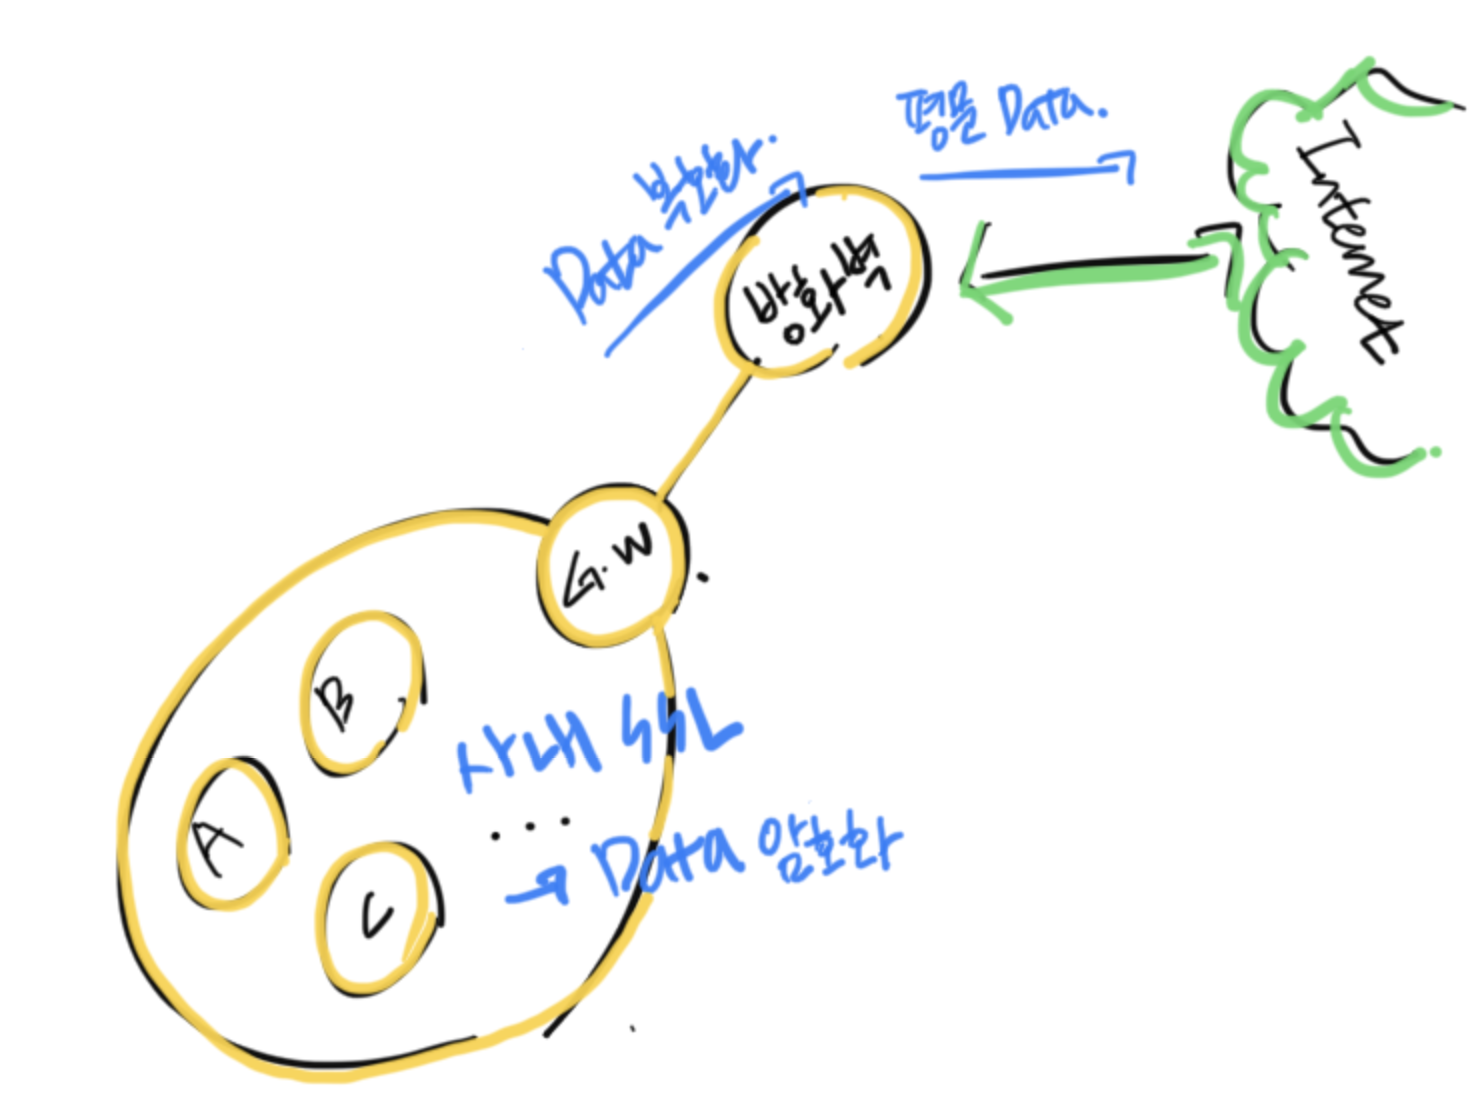 평문 Data.
Data 복호화.
Internet
방화벽
G.W
B
사내 SSL
A
...
→ Data 암호화
C